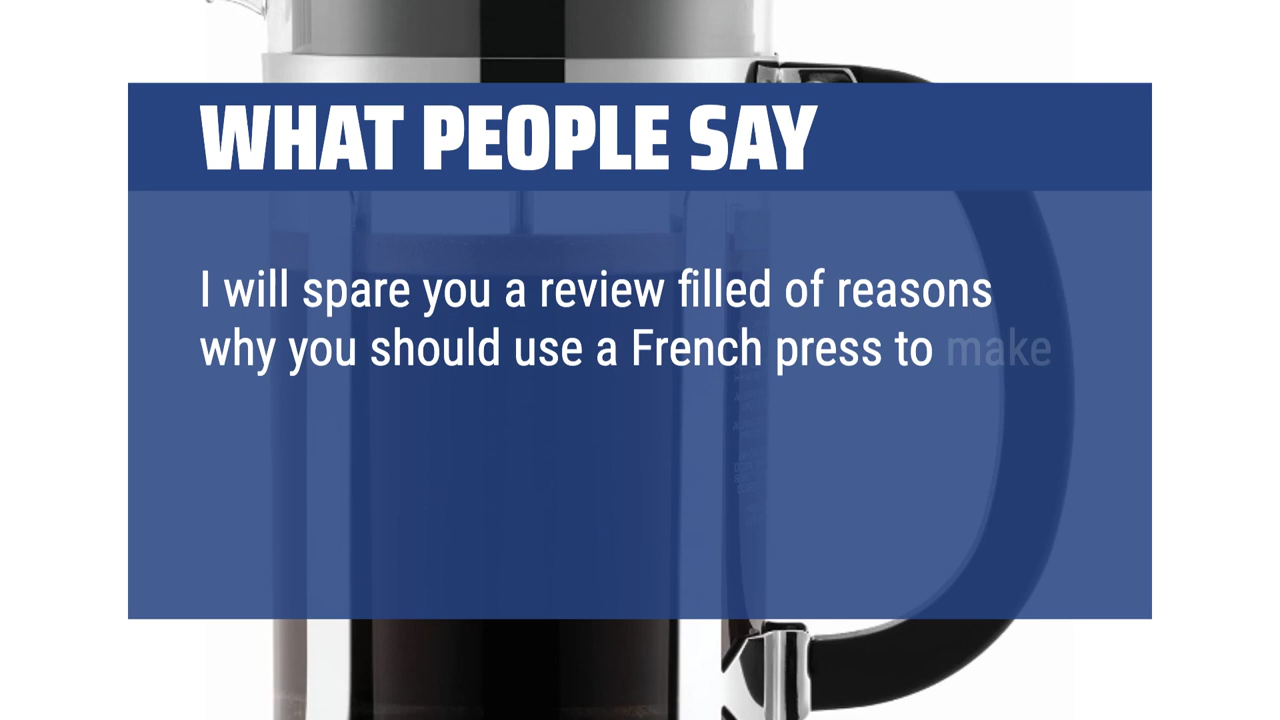 WHAT PEOPLE SAY
I will spare you a review filled of reasons
why you should use a French press to make